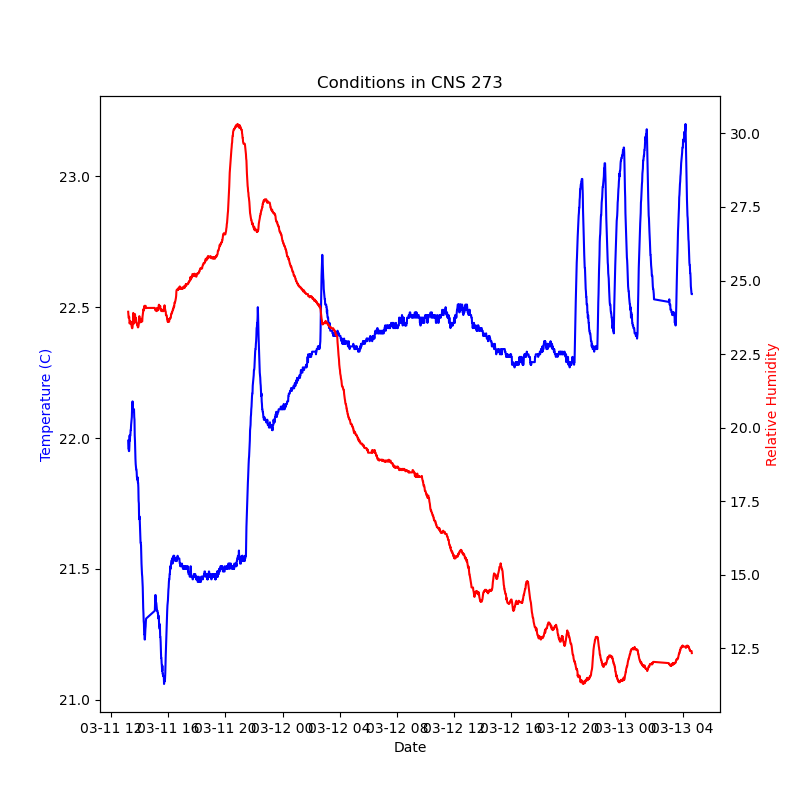 Conditions in CNS 273
23.0
22.5
22.0
21.5
21.0
Temperature (C)
30.0
27.5
25.0
22.5
20.0
17.5
15.0
12.5
Relative Humidity
03-11 12 03-11 16 03-11 20 03-12 00 03-12 04 03-12 08 03-12 12 03-12 16 03-12 20 03-13 00 03-13 04
Date